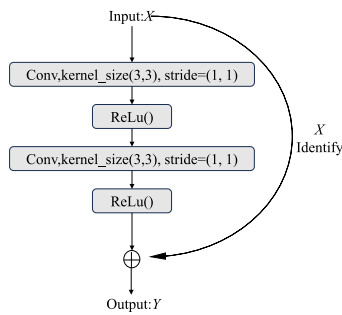 Input:X
Conv,kernel_size(3,3), stride=(1, 1)
ReLu()
Conv,kernel_size(3,3), stride=(1, 1)
X
Identify
ReLu()
Output:Y